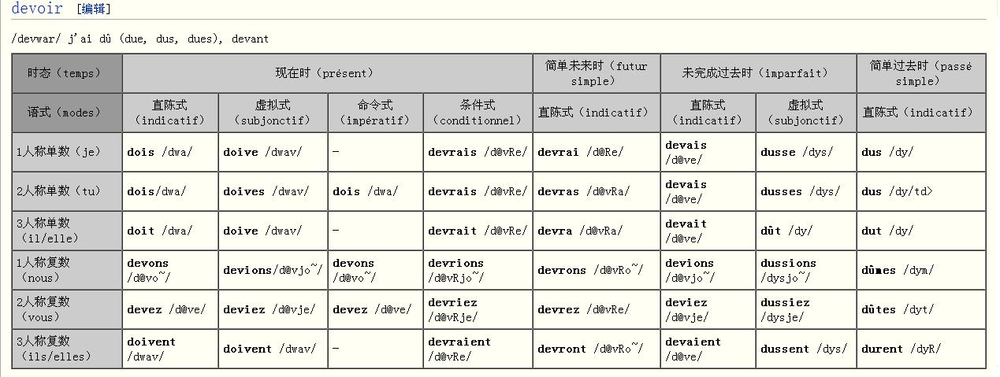 devoir [编辑]
/devwar/ j'ai dû (due, dus, dues), devant
时态（temps） 现在时（présent） 简单未来时（futur simple） 未完成过去时（imparfait） 简单过去时（passé simple）
语式（modes） 直陈式（indicatif） 虚拟式（subjonctif） 命令式（impératif） 条件式（conditionnel） 直陈式（indicatif） 直陈式（indicatif） 虚拟式（subjonctif） 直陈式（indicatif）
1人称单数（je） dois /dwa/ doive /dwav/ - devrais /d@vRe/ devrai /d@Re/ devais /d@ve/ dusse /dys/ dus /dy/
2人称单数（tu） dois/dwa/ doives /dwav/ dois /dwa/ devrais /d@vRe/ devras /d@vRa/ devais /d@ve/ dusses /dys/ dus /dy/td>
3人称单数（il/elle） doit /dwa/ doive /dwav/ - devrait /d@vRe/ devra /d@vRa/ devait /d@ve/ dût /dy/ dut /dy/
1人称复数（nous） devons /d@vo~/ devions/d@vjo~/ devons /d@vo~/ devrions /d@vRjo~/ devrons /d@vRo~/ devions /d@vjo~/ dussions /dysjo~/ dûmes /dym/
2人称复数（vous） devez /d@ve/ deviez /d@vje/ devez /d@ve/ devriez /d@vRje/ devrez /d@vRe/ deviez /d@vje/ dussiez /dysje/ dûtes /dyt/
3人称复数（ils/elles） doivent /dwav/ doivent /dwav/ - devraient /d@vRe/ devront /d@vRo~/ devaient /d@ve/ dussent /dys/ durent /dyR/